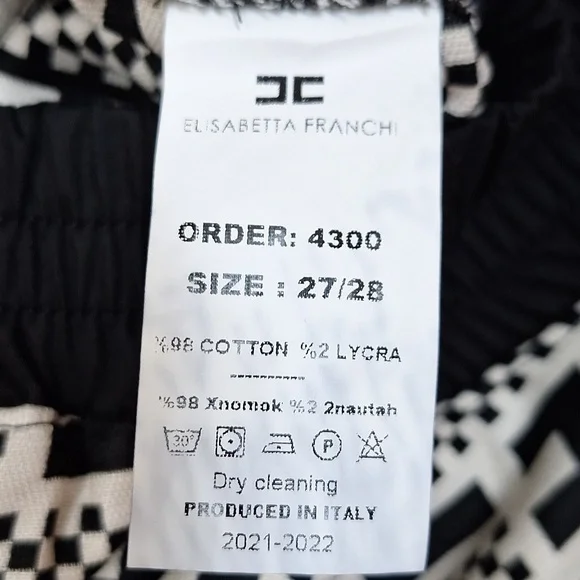 ELISABETTA FRANCHI
ORDER: 4300
SIZE : 27/28
%98 COTTON %2 LYCRA
----------
%98 Xnomok %2 2nautah
30° P
Dry cleaning
PRODUCED IN ITALY
2021-2022